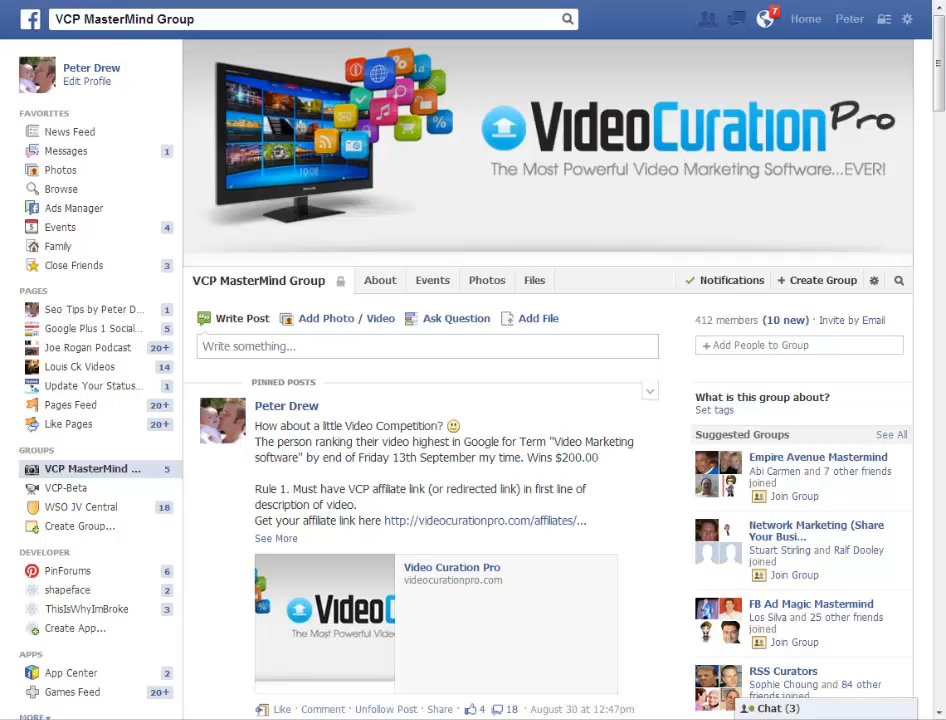 VCP MasterMind Group
7
Home
Peter
Peter Drew
Edit Profile
FAVORITES
News Feed
Messages 1
Photos
Browse
Ads Manager
Events 4
Family
Close Friends 3
PAGES
Seo Tips by Peter D... 1
Google Plus 1 Social... 5
Joe Rogan Podcast 20+
Louis Ck Videos 14
Update Your Status... 1
Pages Feed 20+
Like Pages 20+
GROUPS
VCP MasterMind ... 5
VCP-Beta
WSO JV Central 18
Create Group...
DEVELOPER
PinForums 6
shapeface 2
ThisIsWhyImBroke 3
Create App...
APPS
App Center 2
Games Feed 20+
MORE
10:08
VideoCurationPro
The Most Powerful Video Marketing Software...EVER!
VCP MasterMind Group
About
Events
Photos
Files
Notifications
+ Create Group
Write Post
Add Photo / Video
Ask Question
Add File
Write something...
PINNED POSTS
Peter Drew
How about a little Video Competition?
The person ranking their video highest in Google for Term "Video Marketing
software" by end of Friday 13th September my time. Wins $200.00
Rule 1. Must have VCP affiliate link (or redirected link) in first line of
description of video.
Get your affiliate link here http://videocurationpro.com/affiliates/...
See More
VideoC
The Most Powerful Vide
Video Curation Pro
videocurationpro.com
Like · Comment · Unfollow Post · Share · 4 18 · August 30 at 12:47pm
412 members (10 new) · Invite by Email
+ Add People to Group
What is this group about?
Set tags
Suggested Groups See All
Empire Avenue Mastermind
Abi Carmen and 7 other friends
joined
Join Group
Network Marketing (Share
Your Busi...
Stuart Stirling and Ralf Dooley
joined
Join Group
FB Ad Magic Mastermind
Los Silva and 25 other friends
joined
Join Group
RSS Curators
Sophie Choung and 84 other
friends joined
Chat (3)